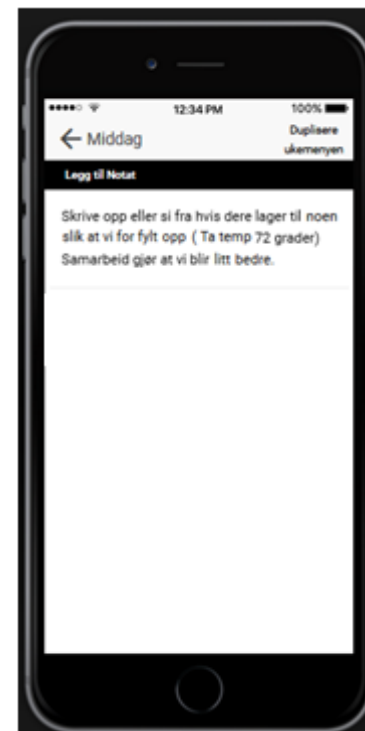 12:34 PM
100%
Middag
Duplisere
ukemenyen
Legg til Notat
Skrive opp eller si fra hvis dere lager til noen
slik at vi for fylt opp ( Ta temp 72 grader)
Samarbeid gjør at vi blir litt bedre.